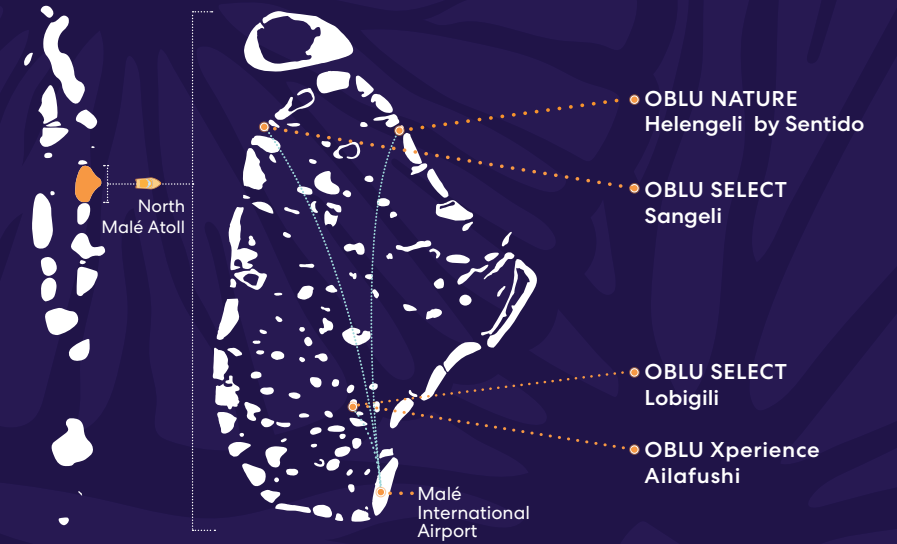 North
Malé Atoll
OBLU NATURE
Helengeli by Sentido
OBLU SELECT
Sangeli
OBLU SELECT
Lobigili
OBLU Xperience
Ailafushi
Malé
International
Airport